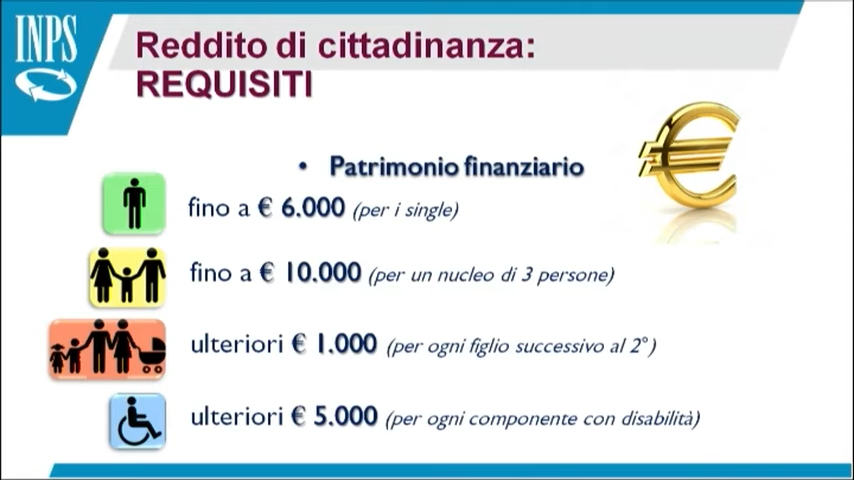 INPS
Reddito di cittadinanza:
REQUISITI
• Patrimonio finanziario
fino a € 6.000 (per i single)
fino a € 10.000 (per un nucleo di 3 persone)
ulteriori € 1.000 (per ogni figlio successivo al 2°)
ulteriori € 5.000 (per ogni componente con disabilità)